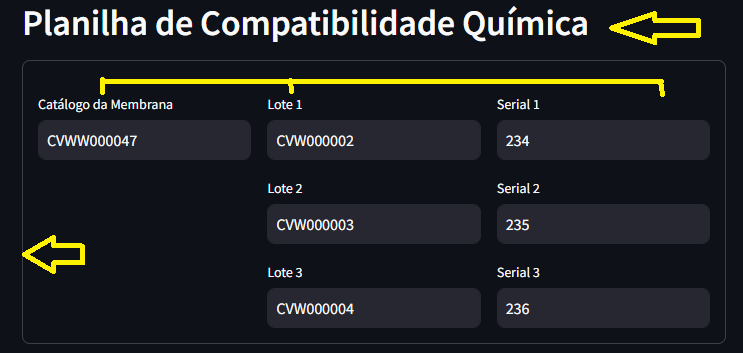 Planilha de Compatibilidade Química
Catálogo da Membrana Lote 1 Serial 1
CVWW000047 CVW000002 234
Lote 2 Serial 2
CVW000003 235
Lote 3 Serial 3
CVW000004 236